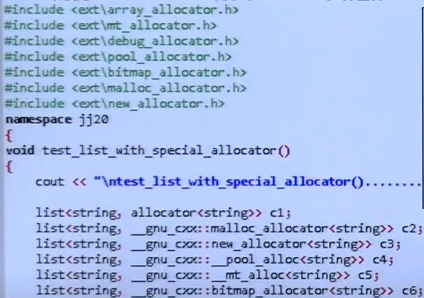 #include <ext\array_allocator.h>
#include <ext\mt_allocator.h>
#include <ext\debug_allocator.h>
#include <ext\pool_allocator.h>
#include <ext\bitmap_allocator.h>
#include <ext\malloc_allocator.h>
#include <ext\new_allocator.h>
namespace jj20
{
void test_list_with_special_allocator()
{
cout << "\ntest_list_with_special_allocator()........
list<string, allocator<string>> c1;
list<string, __gnu_cxx::malloc_allocator<string>> c2;
list<string, __gnu_cxx::new_allocator<string>> c3;
list<string, __gnu_cxx::__pool_alloc<string>> c4;
list<string, __gnu_cxx::__mt_alloc<string>> c5;
list<string, __gnu_cxx::bitmap_allocator<string>> c6;